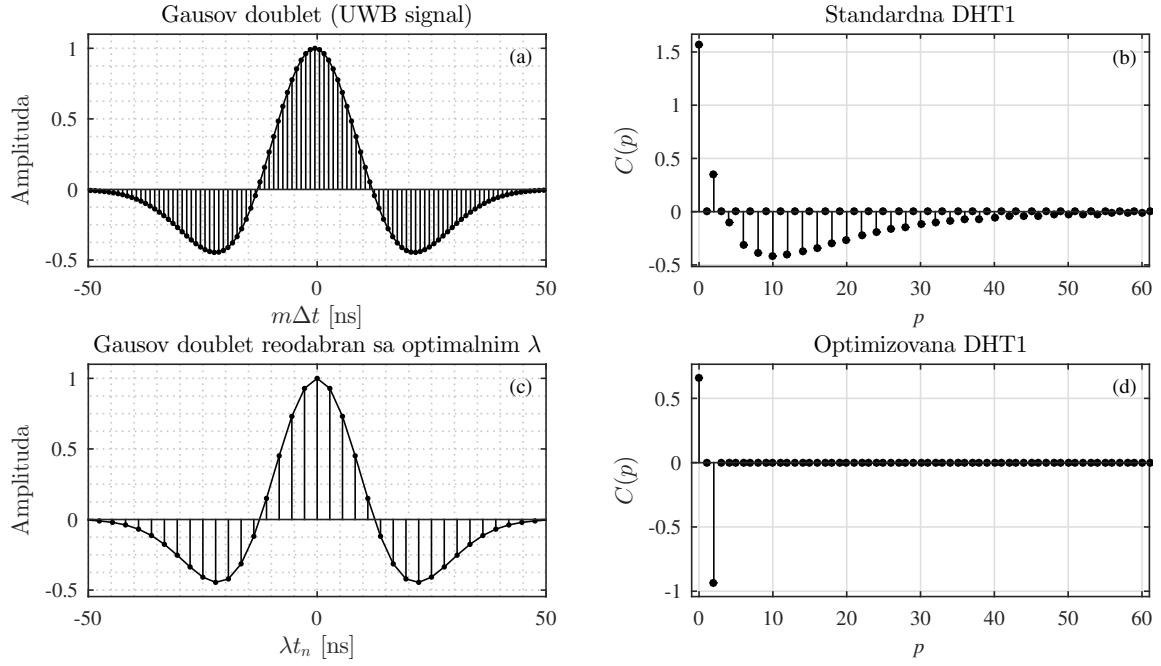 Gausov doublet (UWB signal)
(a)
Amplituda
1
0.5
0
-0.5
-50
0
50
mΔt [ns]
Standardna DHT1
(b)
C(p)
1.5
1
0.5
0
-0.5
0
10
20
30
40
50
60
p
Gausov doublet reodabran sa optimalnim λ
(c)
Amplituda
1
0.5
0
-0.5
-50
0
50
λtₙ [ns]
Optimizovana DHT1
(d)
C(p)
0.5
0
-0.5
-1
0
10
20
30
40
50
60
p